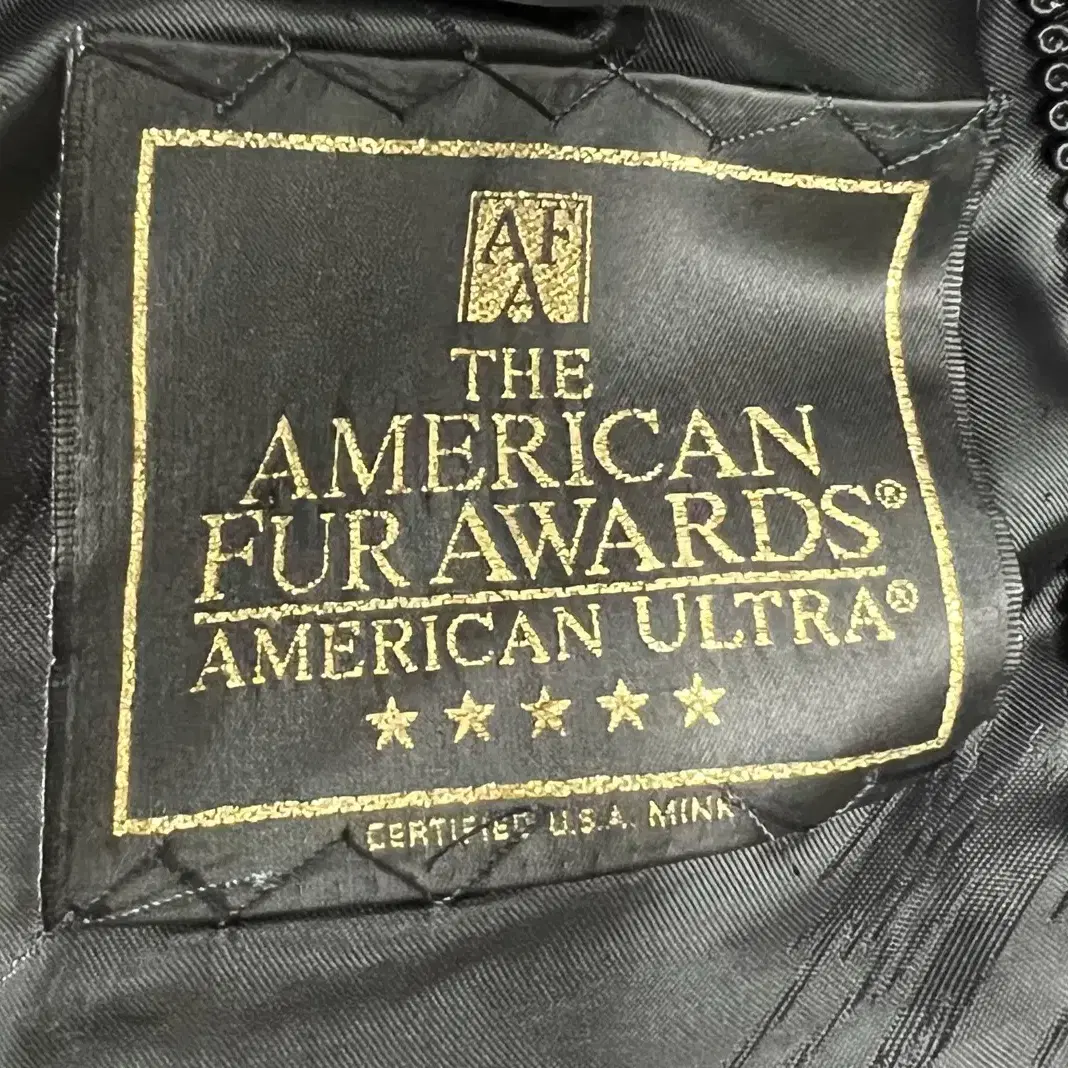 AF
A
THE
AMERICAN
FUR AWARDS®
AMERICAN ULTRA®
CERTIFIED U.S.A. MINK